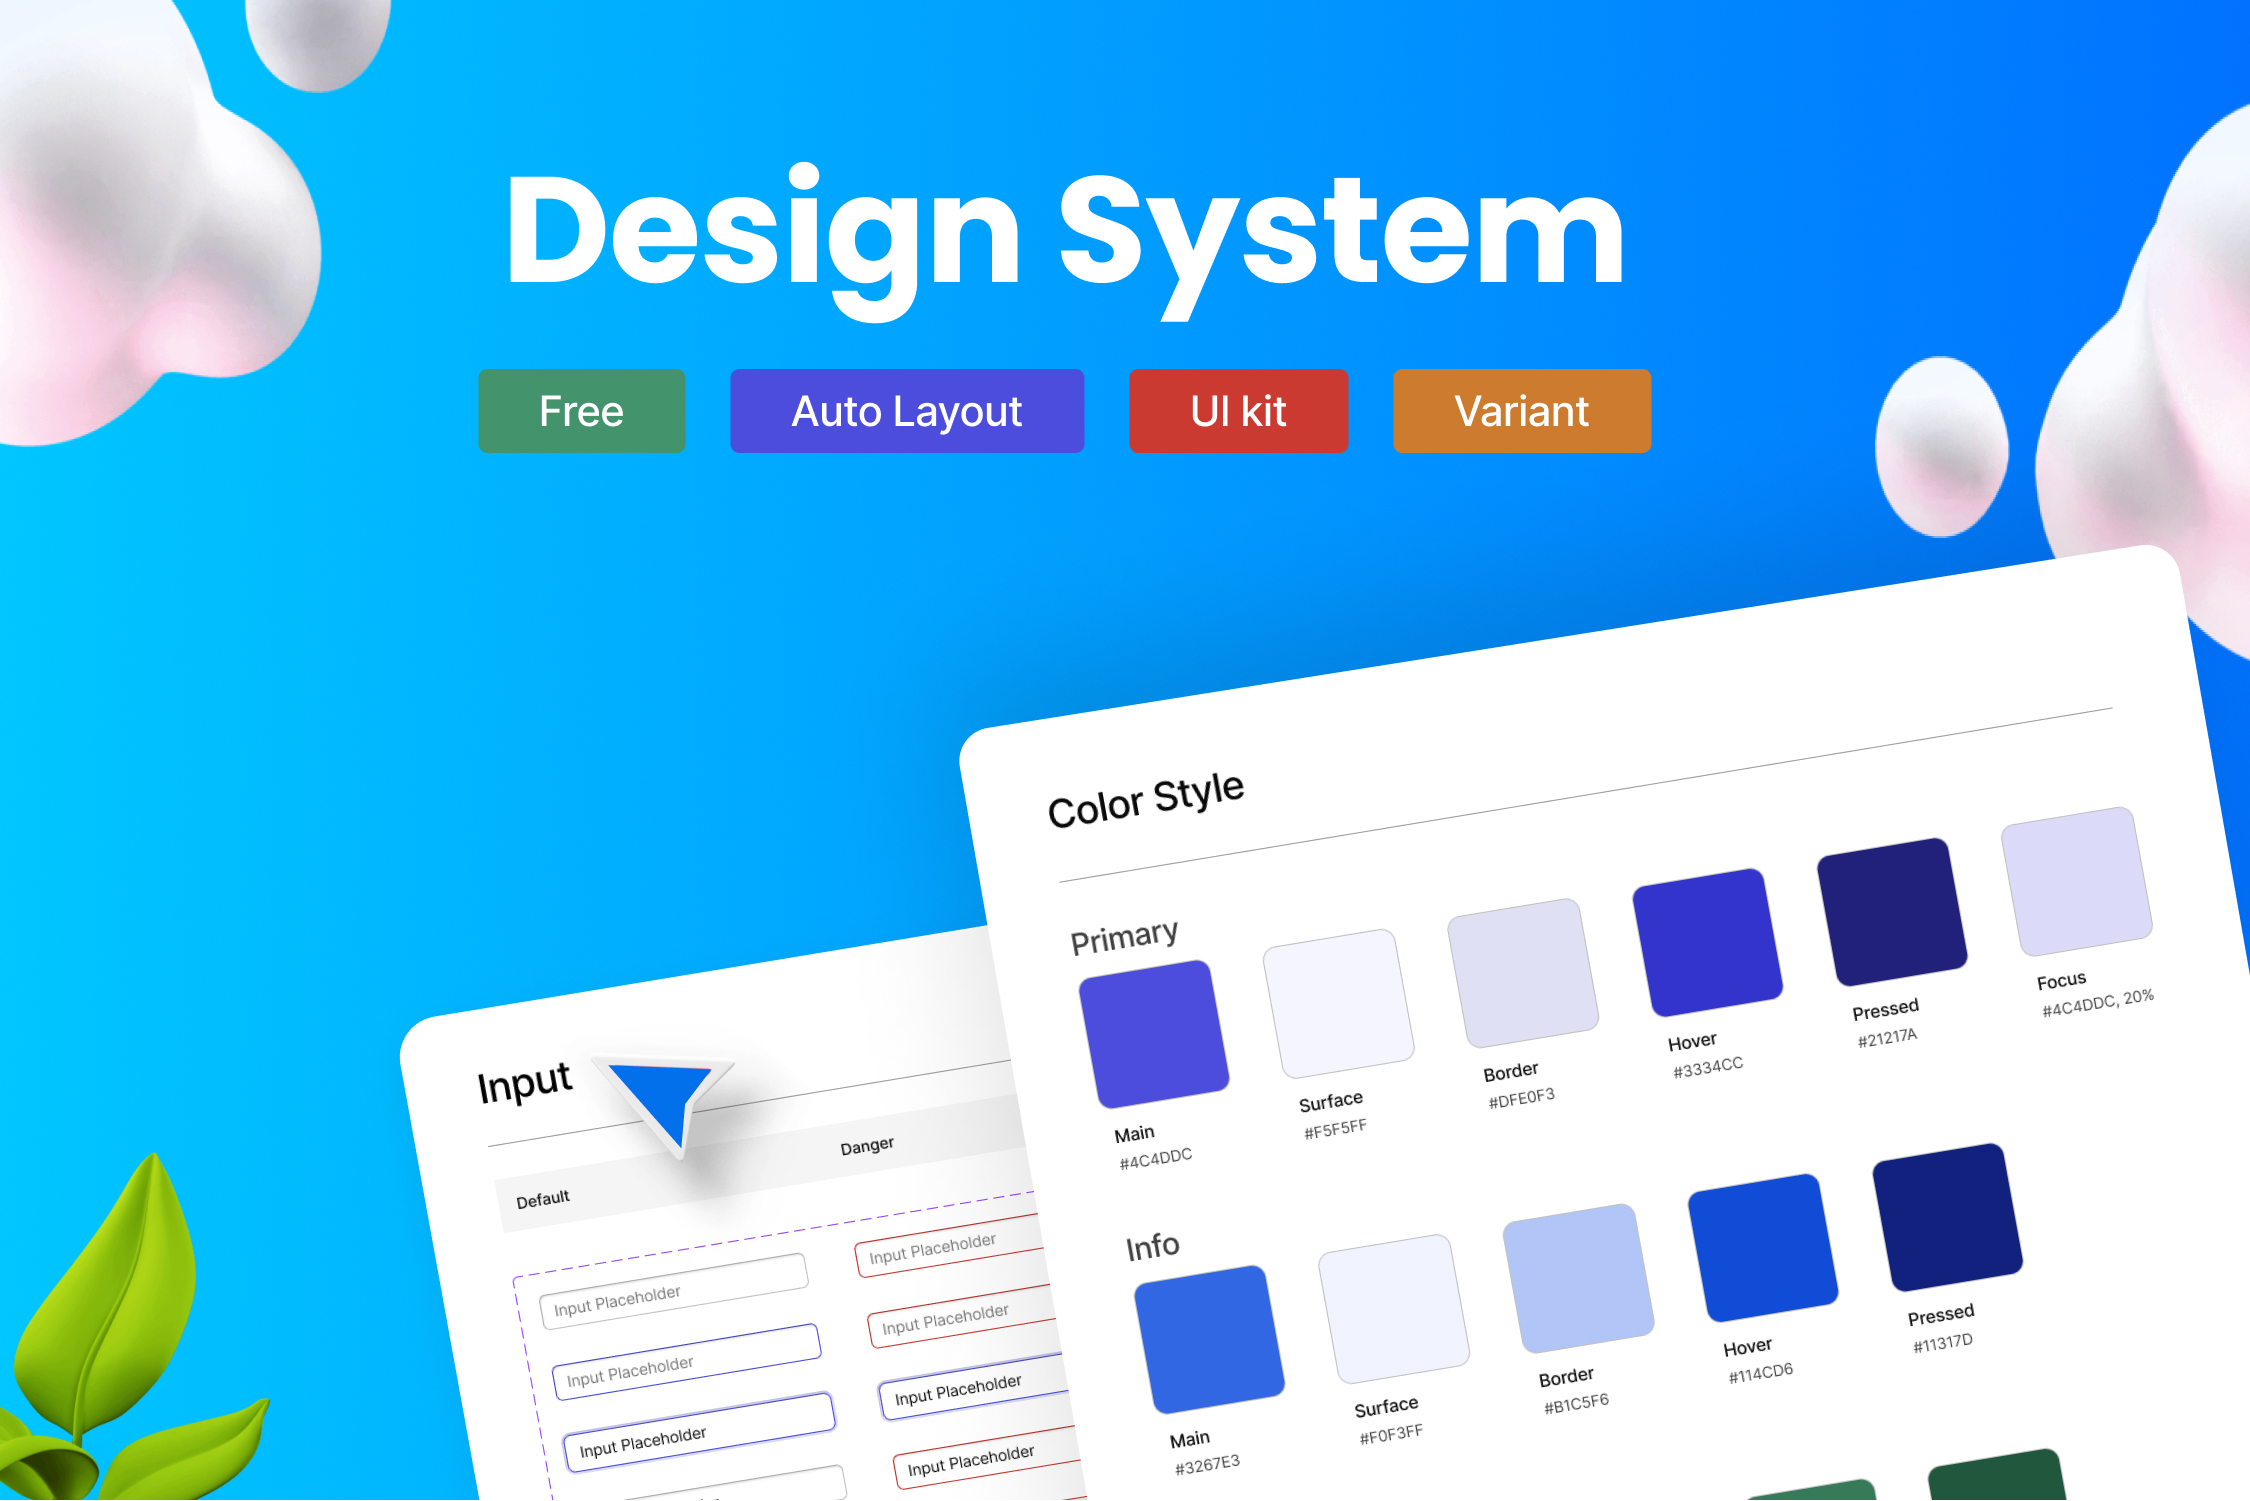 Design System
Free
Auto Layout
UI kit
Variant
Color Style
Primary
Main
#4C4DDC
Surface
#F5F5FF
Border
#DFE0F3
Hover
#3334CC
Pressed
#21217A
Focus
#4C4DDC, 20%
Info
Main
#3267E3
Surface
#F0F3FF
Border
#B1C5F6
Hover
#114CD6
Pressed
#11317D
Input
Default
Danger
Input Placeholder
Input Placeholder
Input Placeholder
Input Placeholder
Input Placeholder
Input Placeholder
Input Placeholder